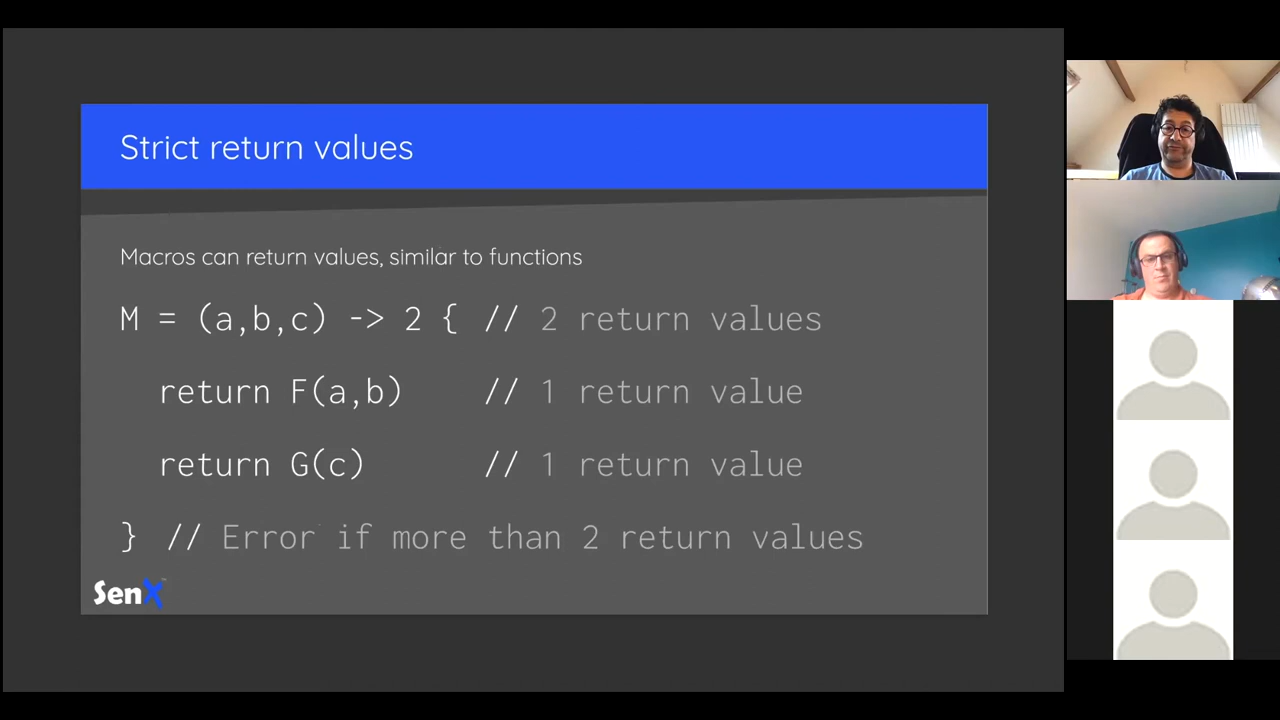 Strict return values
Macros can return values, similar to functions
M = (a,b,c) -> 2 { // 2 return values
return F(a,b) // 1 return value
return G(c) // 1 return value
} // Error if more than 2 return values
SenX